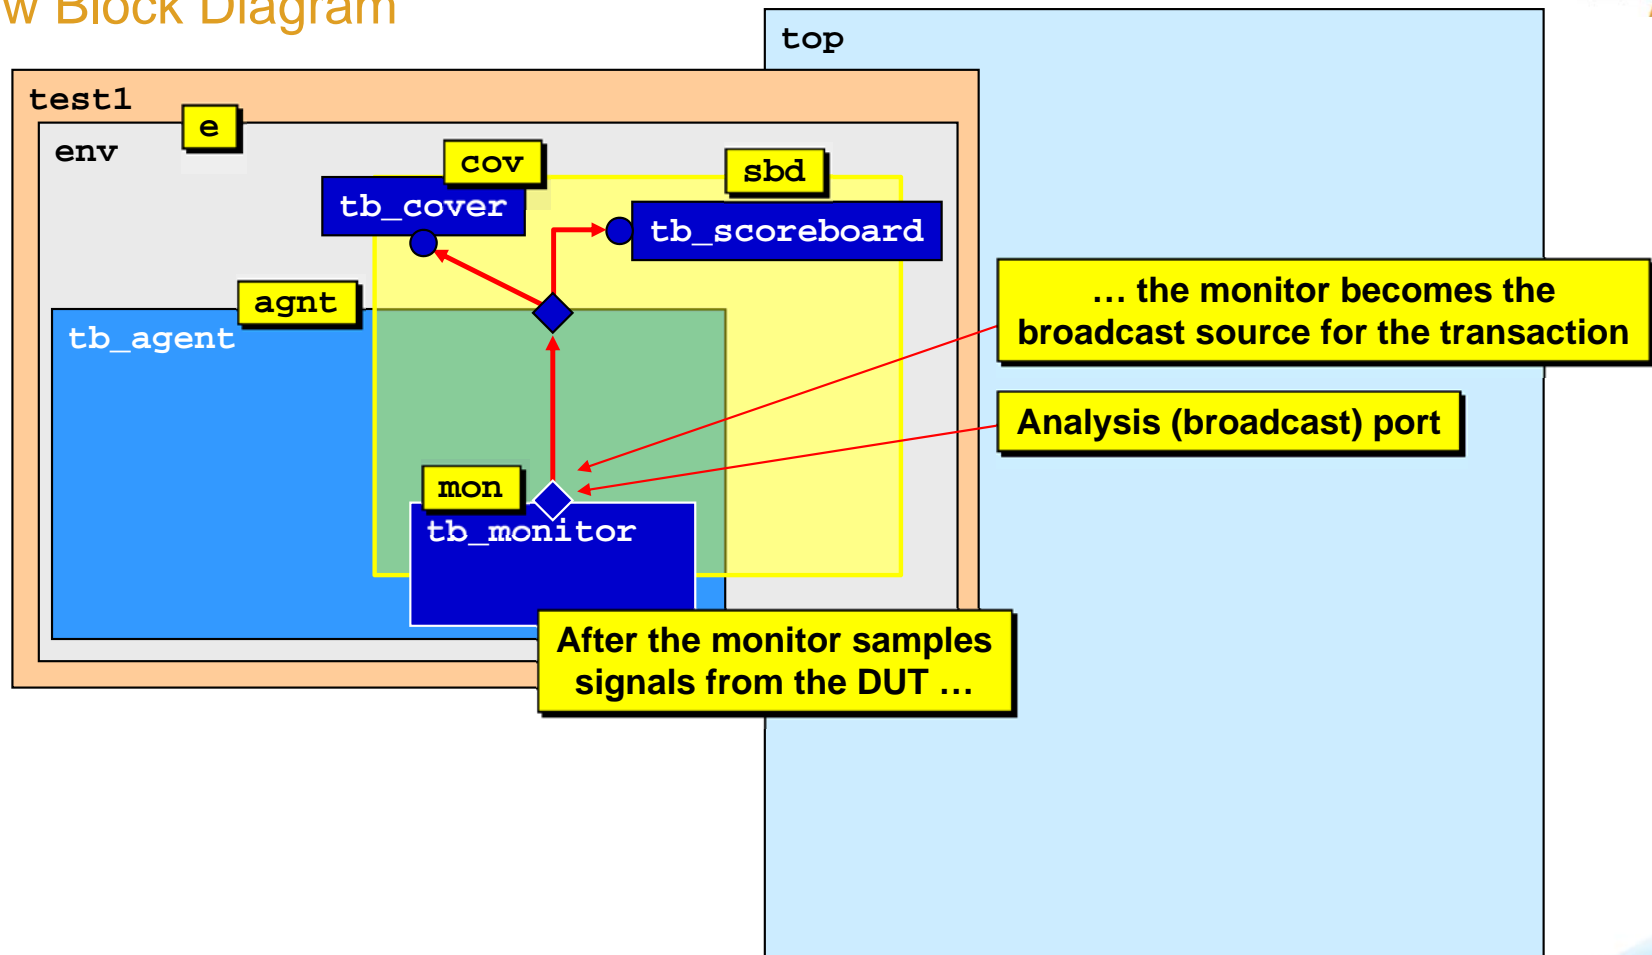 Block Diagram
top
test1
e
env
cov
sbd
tb_cover
tb_scoreboard
agnt
tb_agent
… the monitor becomes the
broadcast source for the transaction
Analysis (broadcast) port
mon
tb_monitor
After the monitor samples
signals from the DUT …